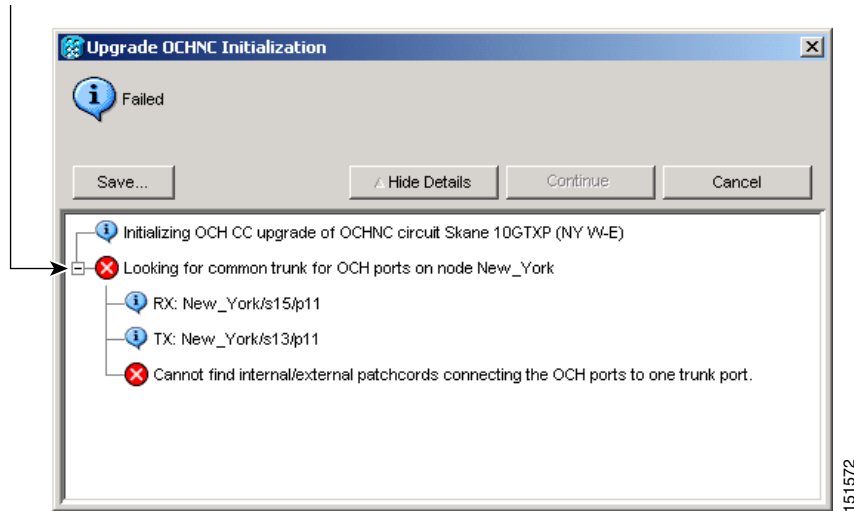 Upgrade OCHNC Initialization
Failed
Save...
Hide Details
Continue
Cancel
Initializing OCH CC upgrade of OCHNC circuit Skane 10GTXP (NY W-E)
Looking for common trunk for OCH ports on node New_York
RX: New_York/s15/p11
TX: New_York/s13/p11
Cannot find internal/external patchcords connecting the OCH ports to one trunk port.
151572